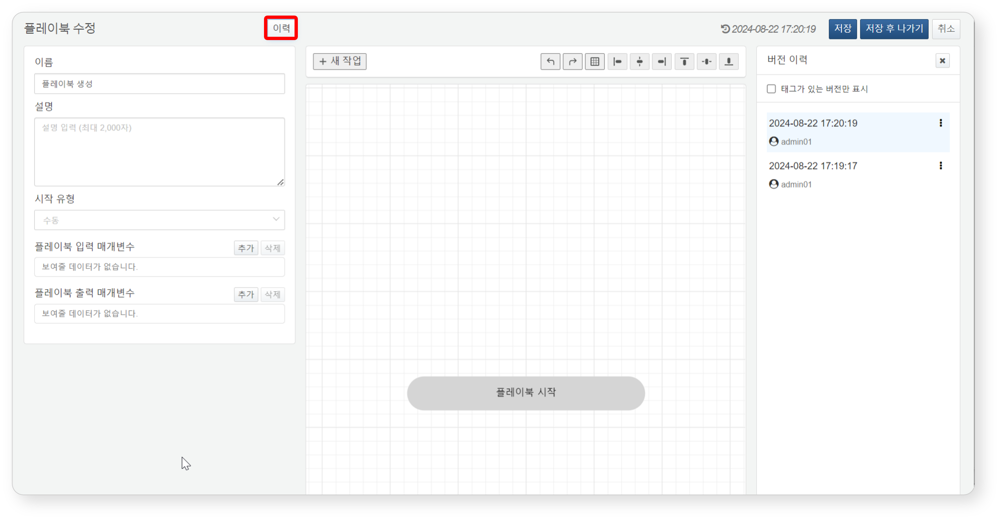 플레이북 수정
이력
2024-08-22 17:20:19
저장
저장 후 나가기
취소
이름
플레이북 생성
설명
설명 입력 (최대 2,000자)
시작 유형
수동
플레이북 입력 매개변수
추가
삭제
보여줄 데이터가 없습니다.
플레이북 출력 매개변수
추가
삭제
보여줄 데이터가 없습니다.
+ 새 작업
플레이북 시작
버전 이력
태그가 있는 버전만 표시
2024-08-22 17:20:19
admin01
2024-08-22 17:19:17
admin01